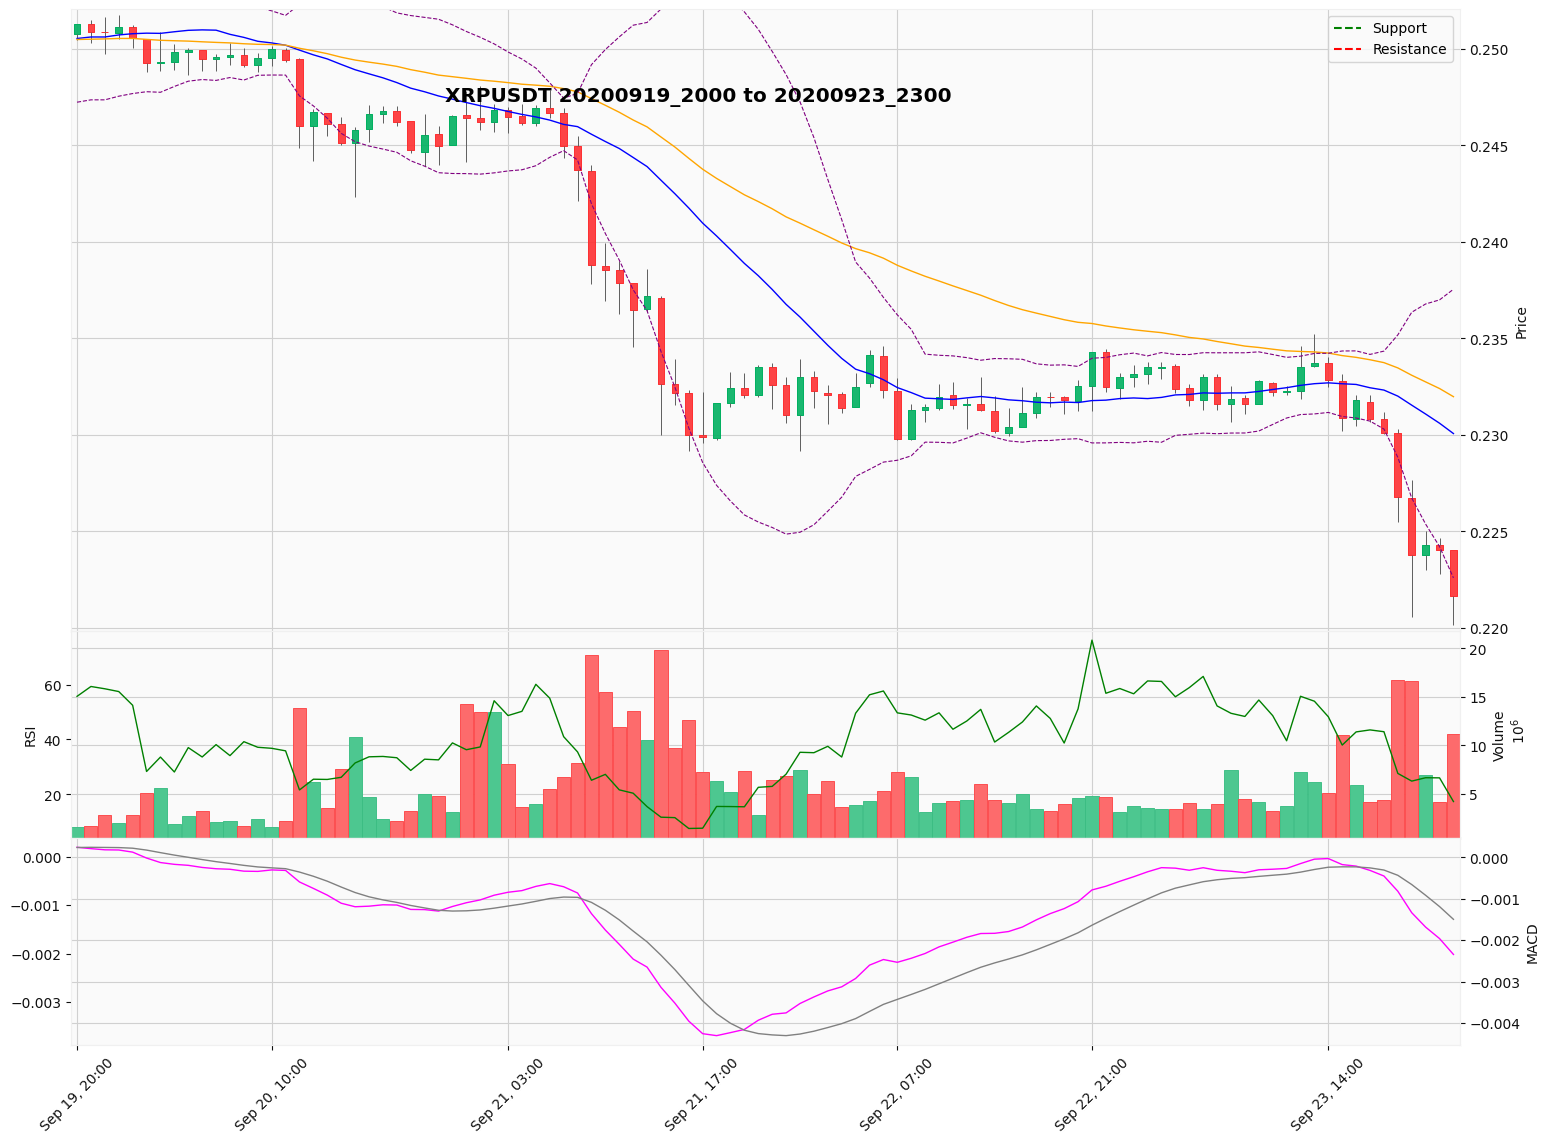 XRPUSDT 20200919_2000 to 20200923_2300
Support
Resistance
0.250
0.245
0.240
0.235
0.230
0.225
0.220
Price
60
40
20
RSI
20
15
10
5
Volume
10^6
0.000
−0.001
−0.002
−0.003
0.000
−0.001
−0.002
−0.003
−0.004
MACD
Sep 19, 20:00
Sep 20, 10:00
Sep 21, 03:00
Sep 21, 17:00
Sep 22, 07:00
Sep 22, 21:00
Sep 23, 14:00